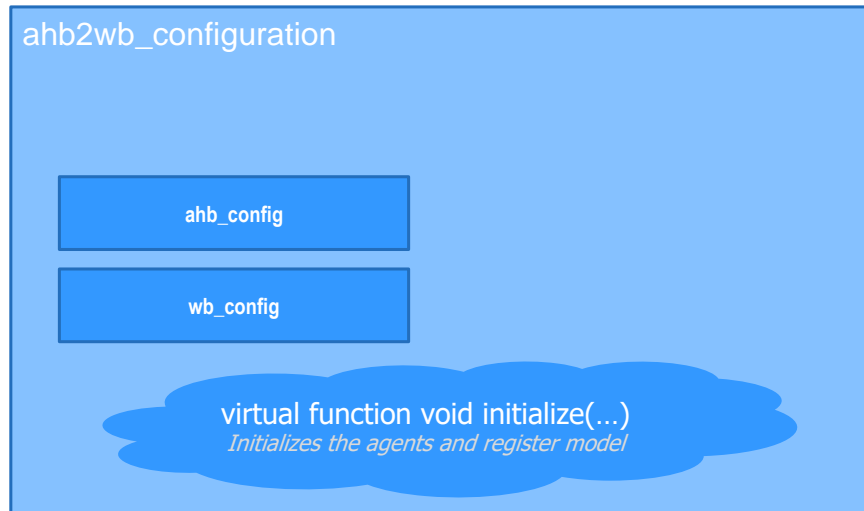 ahb2wb_configuration
ahb_config
wb_config
virtual function void initialize(…)
Initializes the agents and register model